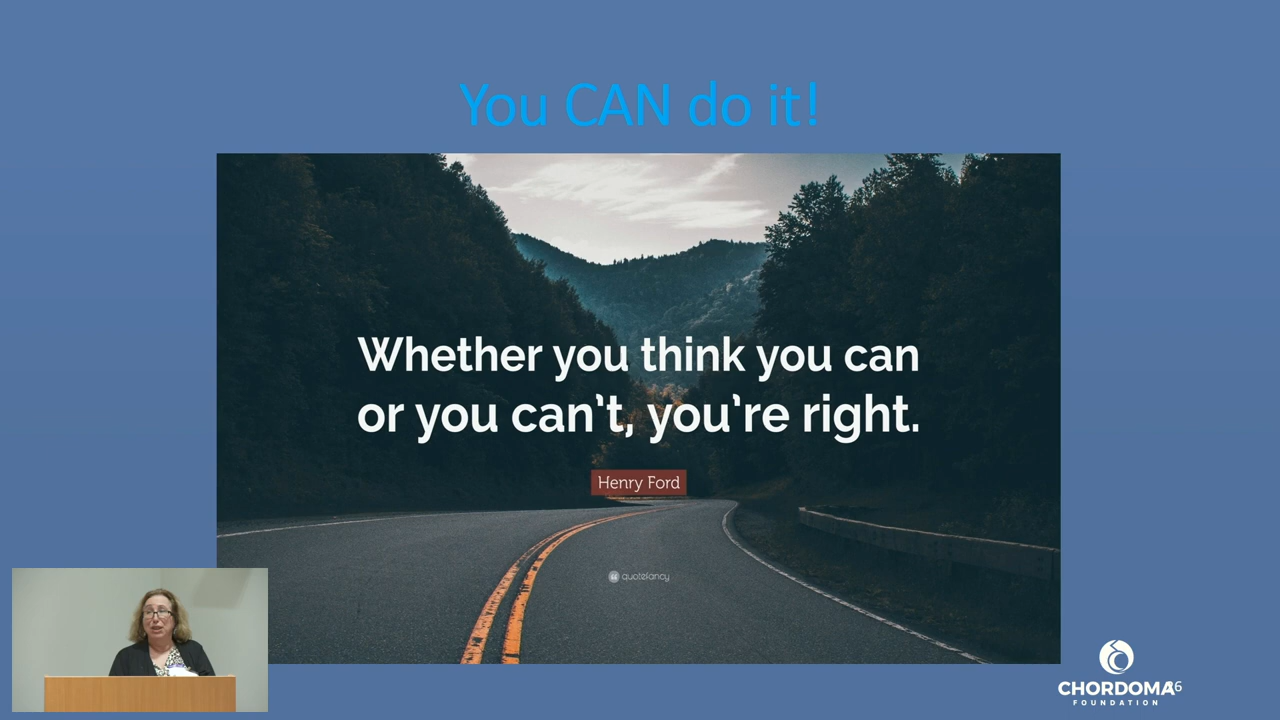 You CAN do it!
Whether you think you can
or you can't, you're right.
Henry Ford
quotefancy
CHORDOMA
6
FOUNDATION